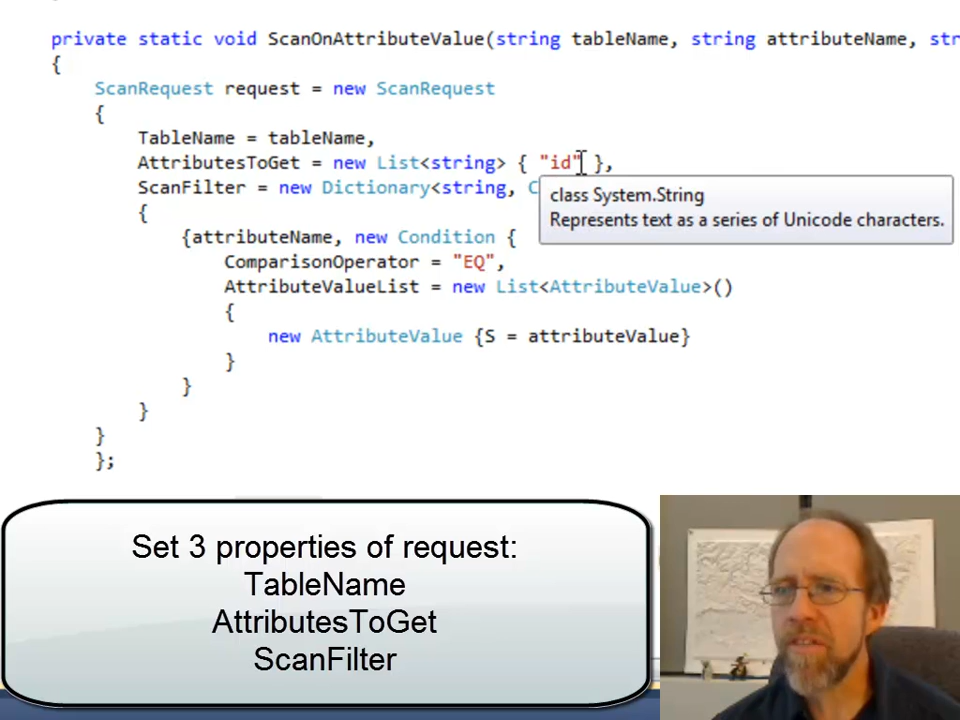 private static void ScanOnAttributeValue(string tableName, string attributeName, str
{
ScanRequest request = new ScanRequest
{
TableName = tableName,
AttributesToGet = new List<string> { "id" },
ScanFilter = new Dictionary<string, C
class System.String
Represents text as a series of Unicode characters.
{
{attributeName, new Condition {
ComparisonOperator = "EQ",
AttributeValueList = new List<AttributeValue>()
{
new AttributeValue {S = attributeValue}
}
}
}
}
};
Set 3 properties of request:
TableName
AttributesToGet
ScanFilter